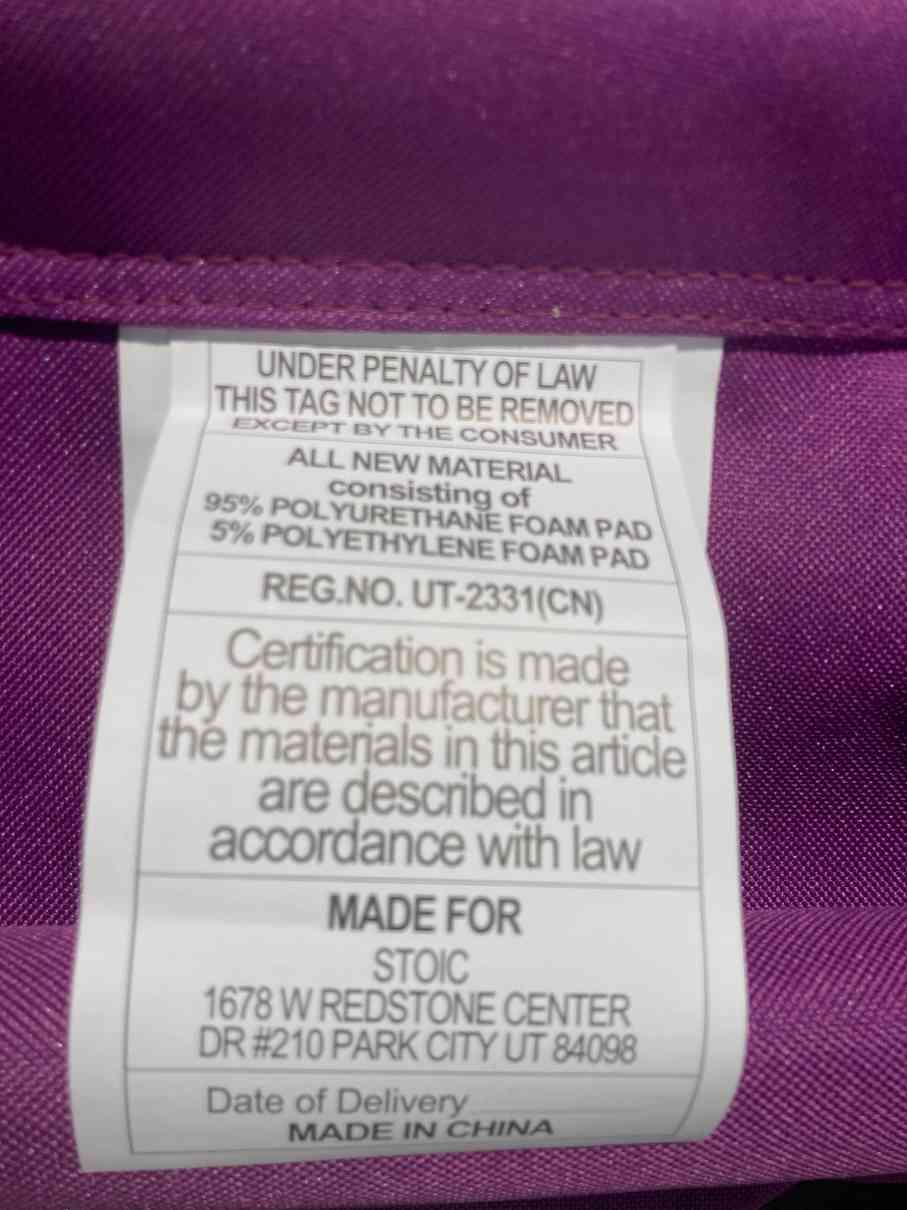 UNDER PENALTY OF LAW
THIS TAG NOT TO BE REMOVED
EXCEPT BY THE CONSUMER
ALL NEW MATERIAL
consisting of
95% POLYURETHANE FOAM PAD
5% POLYETHYLENE FOAM PAD
REG.NO. UT-2331(CN)
Certification is made
by the manufacturer that
the materials in this article
are described in
accordance with law
MADE FOR
STOIC
1678 W REDSTONE CENTER
DR #210 PARK CITY UT 84098
Date of Delivery
MADE IN CHINA